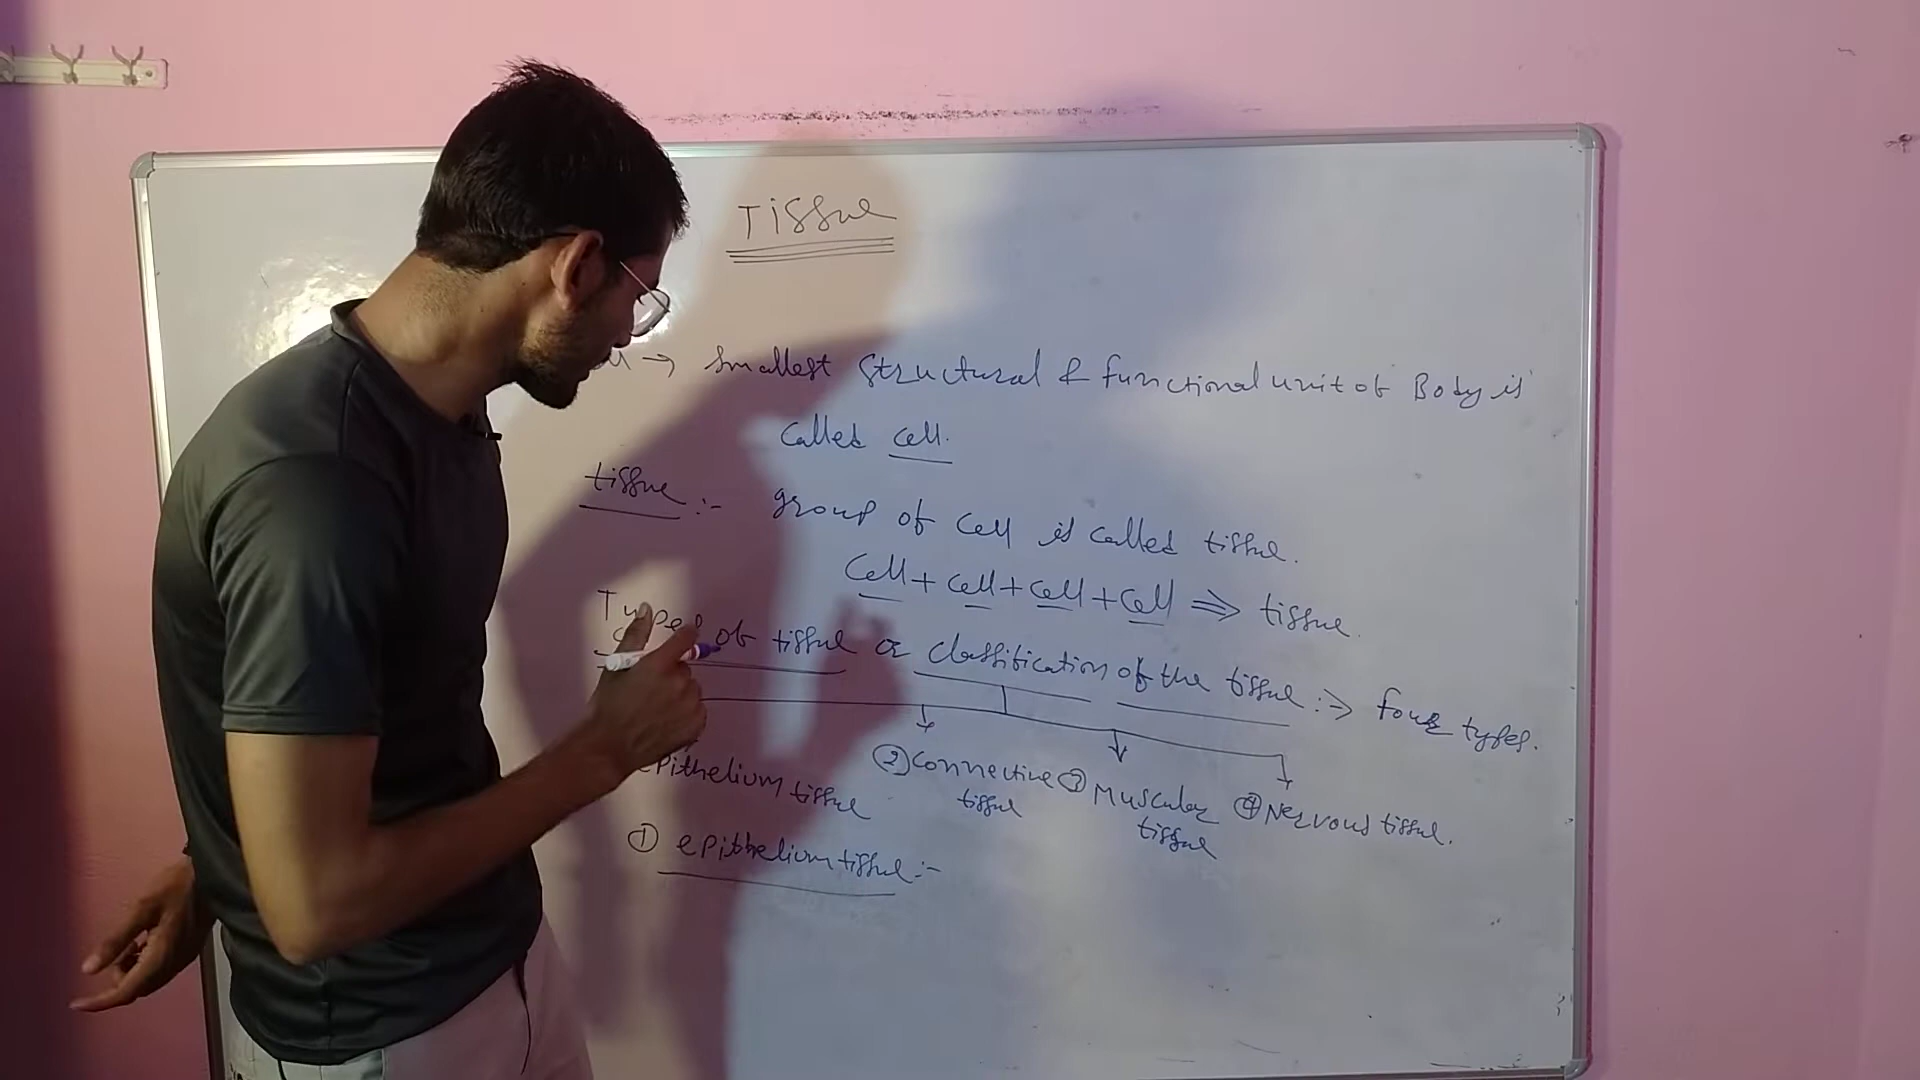 Tissue
→ Smallest structural & functional unit of Body is
called cell.
tissue :- group of cell is called tissue.
Cell + cell + cell + cell ⇒ tissue.
Types of tissue or classification of the tissue :→ four types.
epithelium tissue
② Connective tissue
③ Muscular tissue
④ Nervous tissue.
① epithelium tissue :-